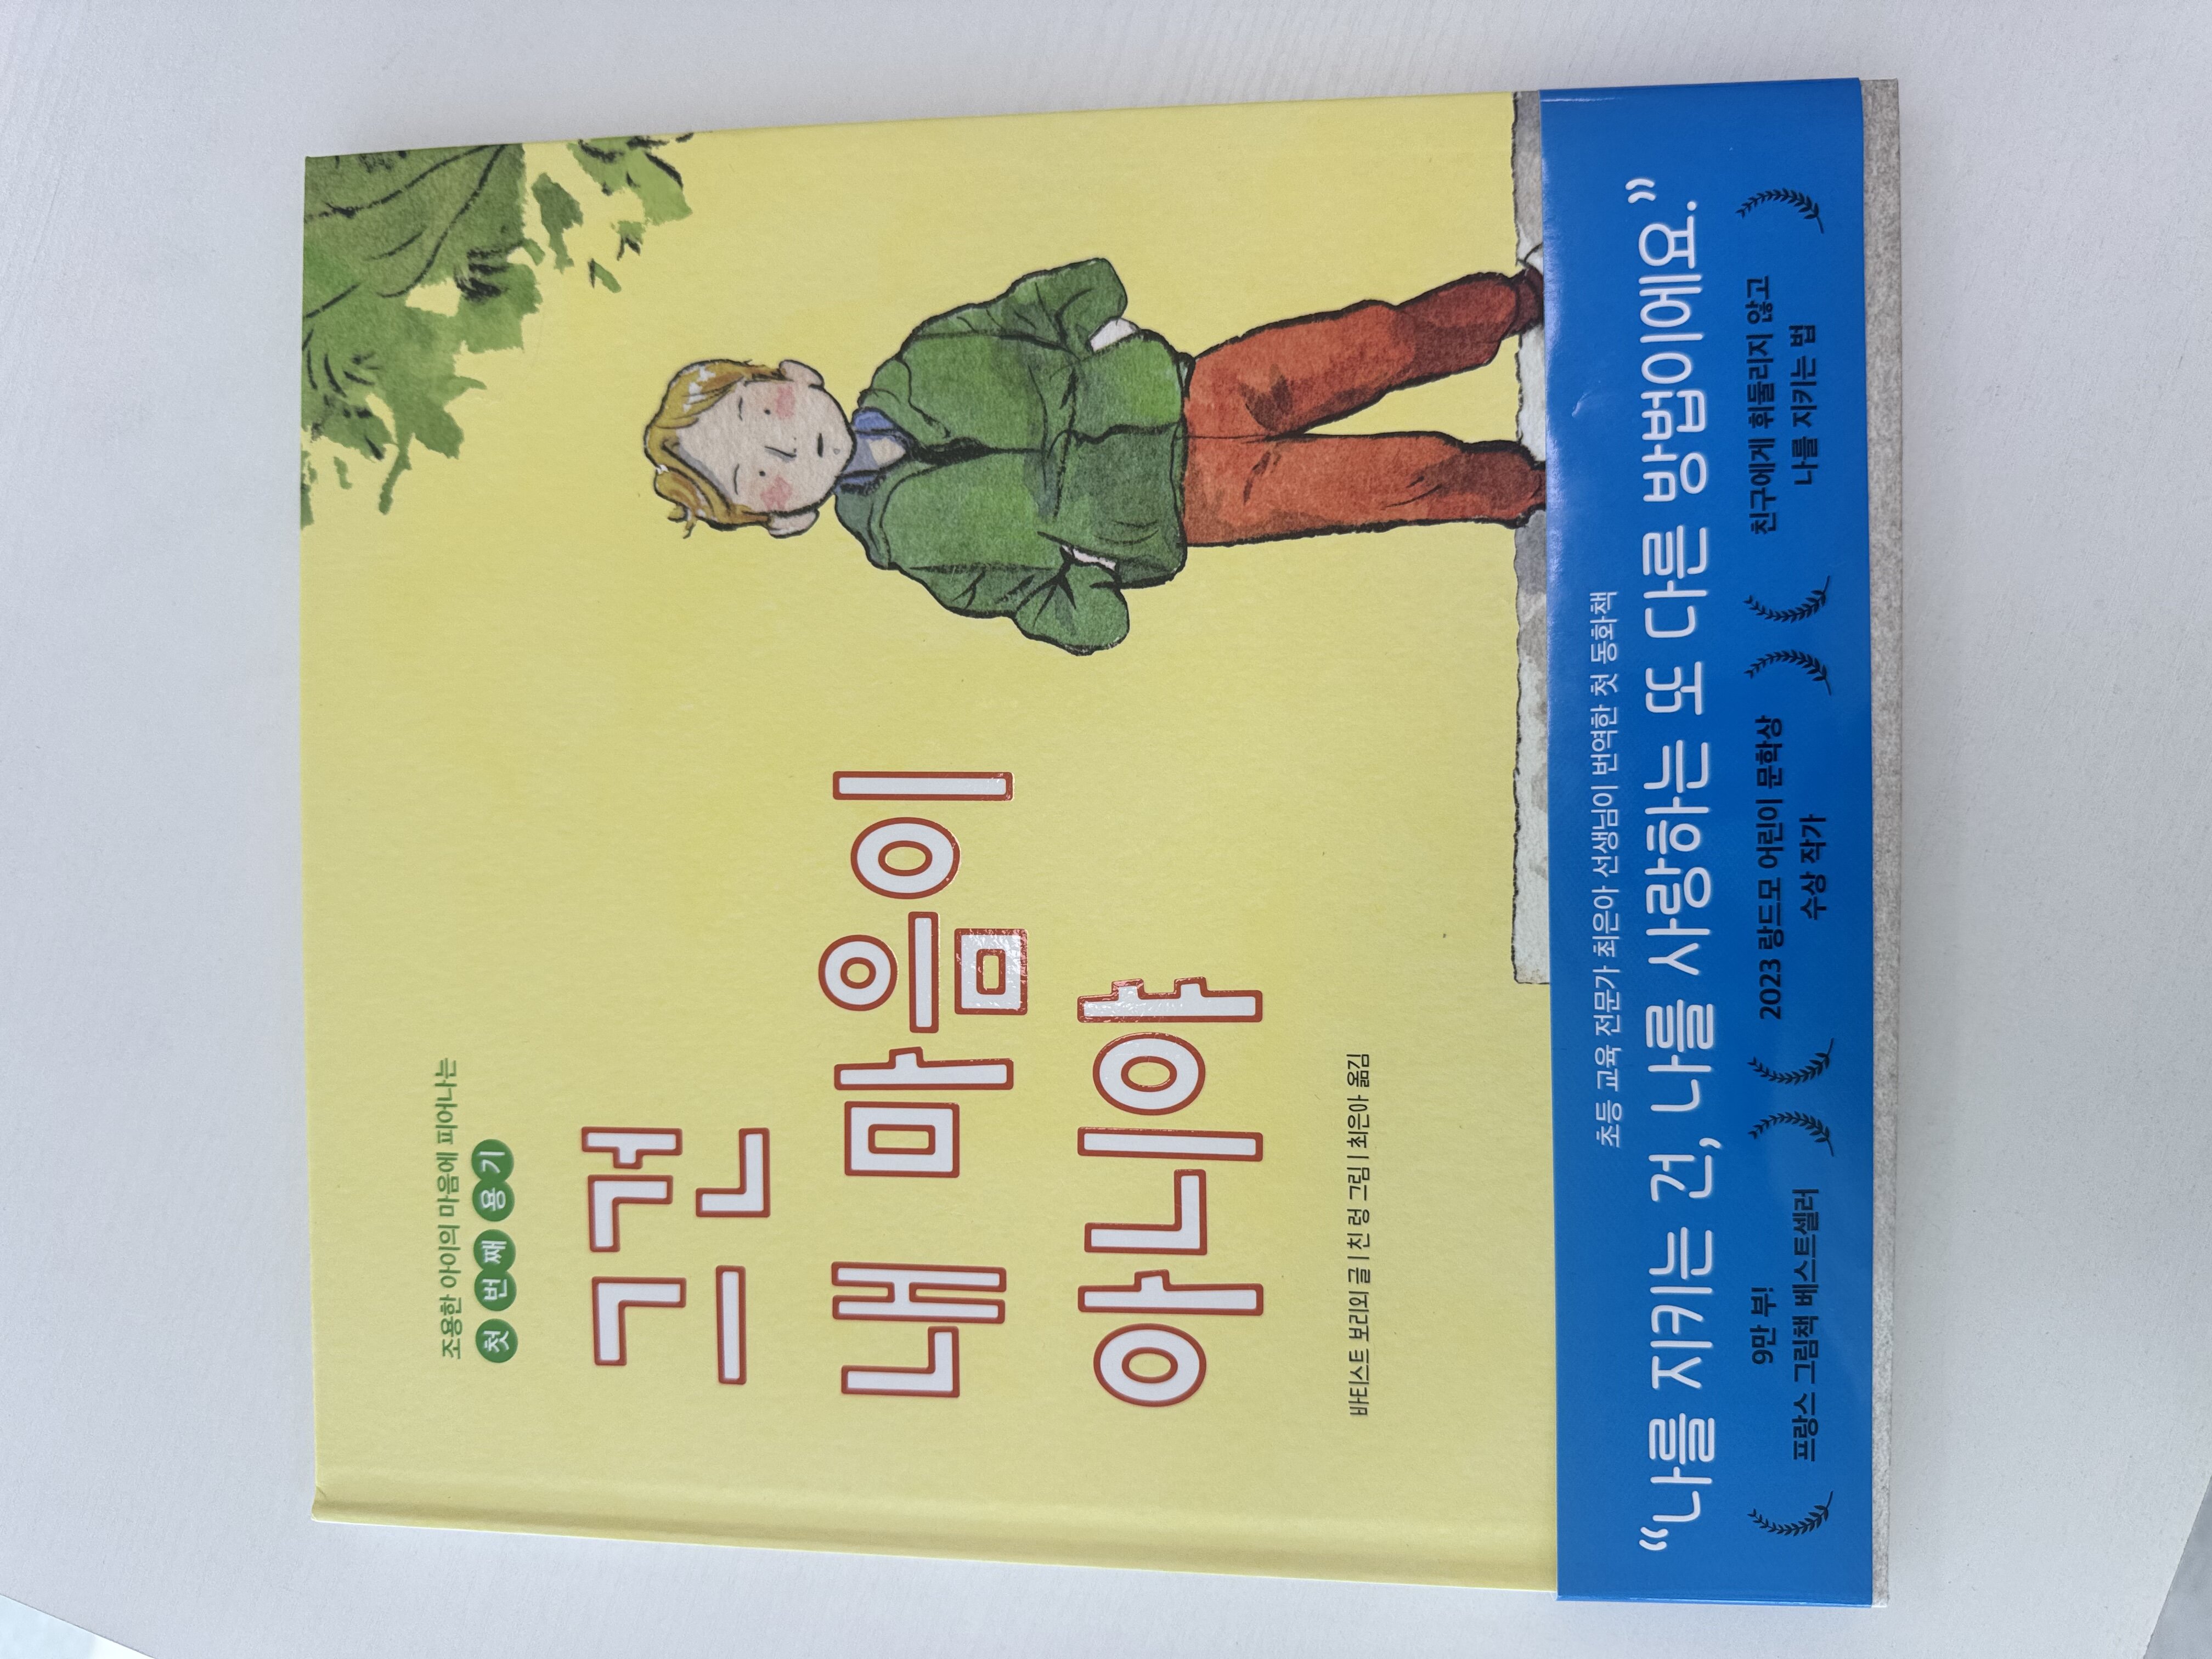 조용한 아이의 마음에 피어나는
첫 번째 용기
그건
내 마음이
아니야
바티스트 보리외 글 | 친 렁 그림 | 최은아 옮김
초등 교육 전문가 최은아 선생님이 번역한 첫 동화책
“나를 지키는 건, 나를 사랑하는 또 다른 방법이에요.”
9만 부!
프랑스 그림책 베스트셀러
2023 랑드모 어린이 문학상
수상 작가
친구에게 휘둘리지 않고
나를 지키는 법